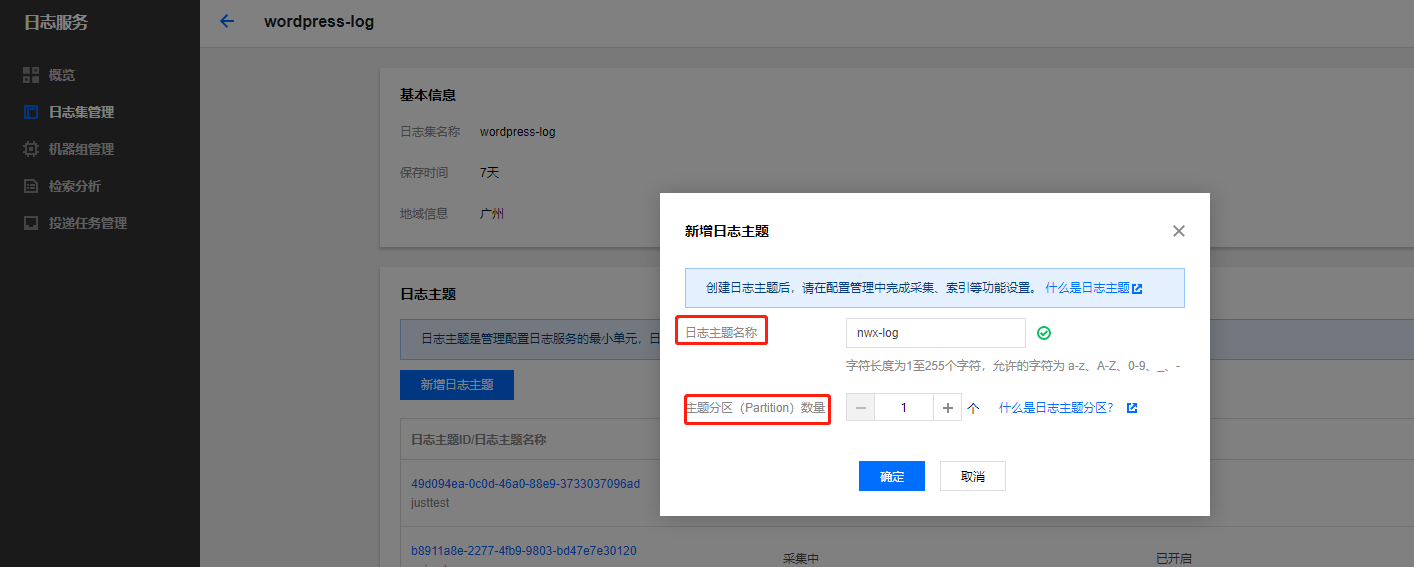 日志服务
wordpress-log
概览
日志集管理
机器组管理
检索分析
投递任务管理
基本信息
日志集名称 wordpress-log
保存时间 7天
地域信息 广州
日志主题
日志主题是管理配置日志服务的最小单元，日
新增日志主题
日志主题ID/日志主题名称
49d094ea-0c0d-46a0-88e9-3733037096ad
justtest
b8911a8e-2277-4fb9-9803-bd47e7e30120
采集中
已开启
新增日志主题
创建日志主题后，请在配置管理中完成采集、索引等功能设置。 什么是日志主题
日志主题名称 nwx-log
字符长度为1至255个字符，允许的字符为 a-z、A-Z、0-9、_、-
主题分区（Partition）数量 1 个 什么是日志主题分区？
确定 取消